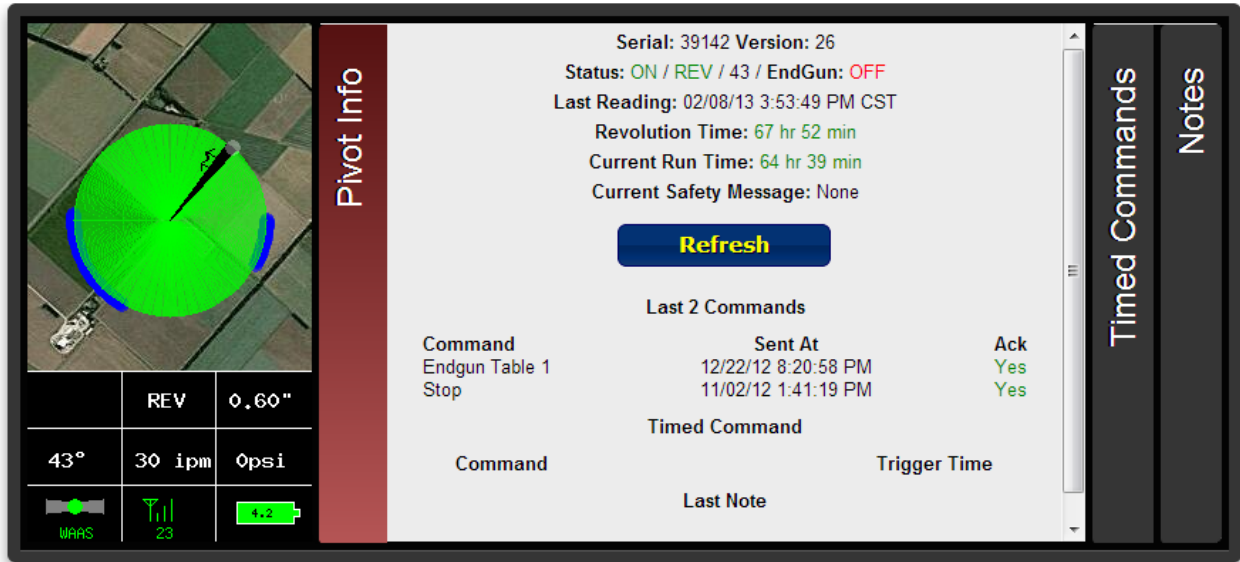 REV 0.60"
43° 30 ipm 0psi
WAAS 23 4.2
Pivot Info
Serial: 39142 Version: 26
Status: ON / REV / 43 / EndGun: OFF
Last Reading: 02/08/13 3:53:49 PM CST
Revolution Time: 67 hr 52 min
Current Run Time: 64 hr 39 min
Current Safety Message: None
Refresh
Last 2 Commands
Command Sent At Ack
Endgun Table 1 12/22/12 8:20:58 PM Yes
Stop 11/02/12 1:41:19 PM Yes
Timed Command
Command Trigger Time
Last Note
Timed Commands
Notes